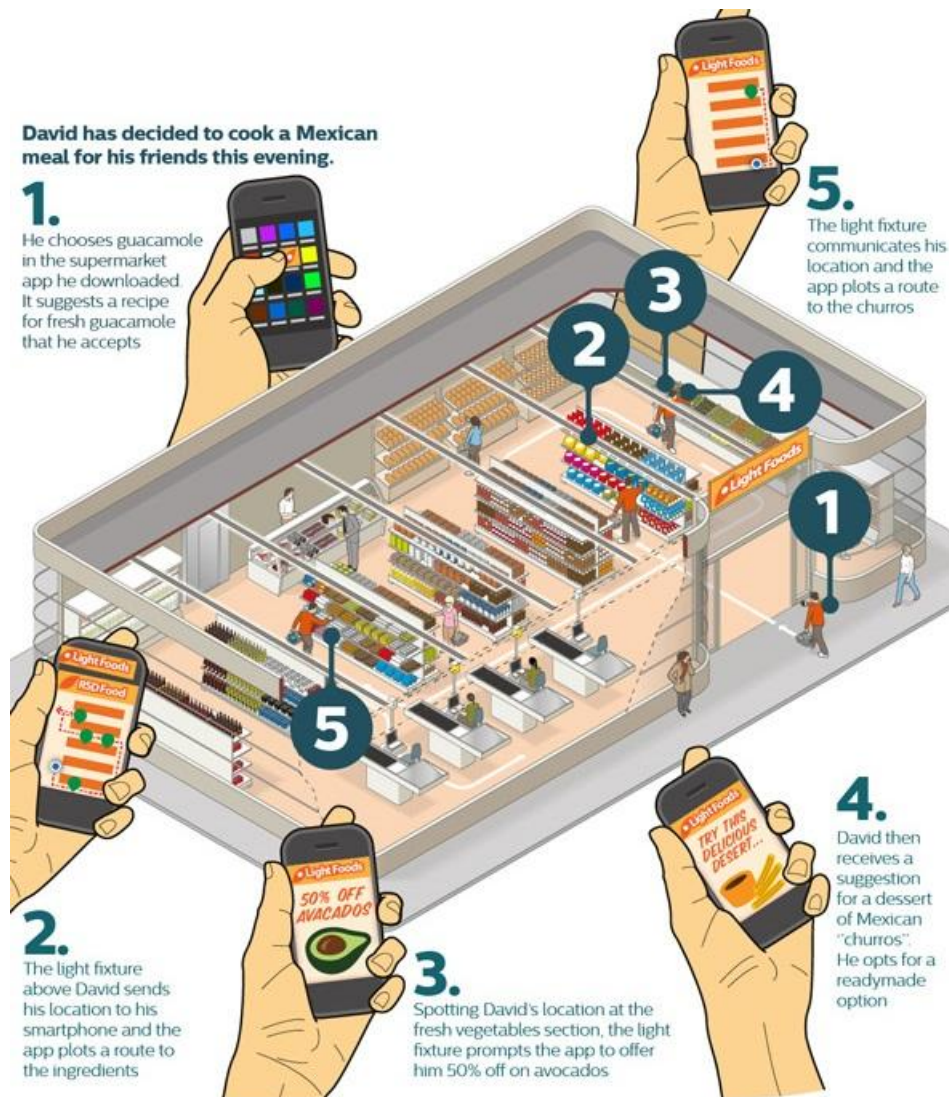 David has decided to cook a Mexican
meal for his friends this evening.
1.
He chooses guacamole
in the supermarket
app he downloaded.
It suggests a recipe
for fresh guacamole
that he accepts
Light Foods
5.
The light fixture
communicates his
location and the
app plots a route
to the churros
3
2
4
Light Foods
1
5
Light Foods
RSD Food
2.
The light fixture
above David sends
his location to his
smartphone and the
app plots a route to
the ingredients
Light Foods
50% OFF
AVACADOS
3.
Spotting David's location at the
fresh vegetables section, the light
fixture prompts the app to offer
him 50% off on avocados
Light Foods
TRY THIS
DELICIOUS
DESERT...
4.
David then
receives a
suggestion
for a dessert
of Mexican
"churros".
He opts for a
readymade
option